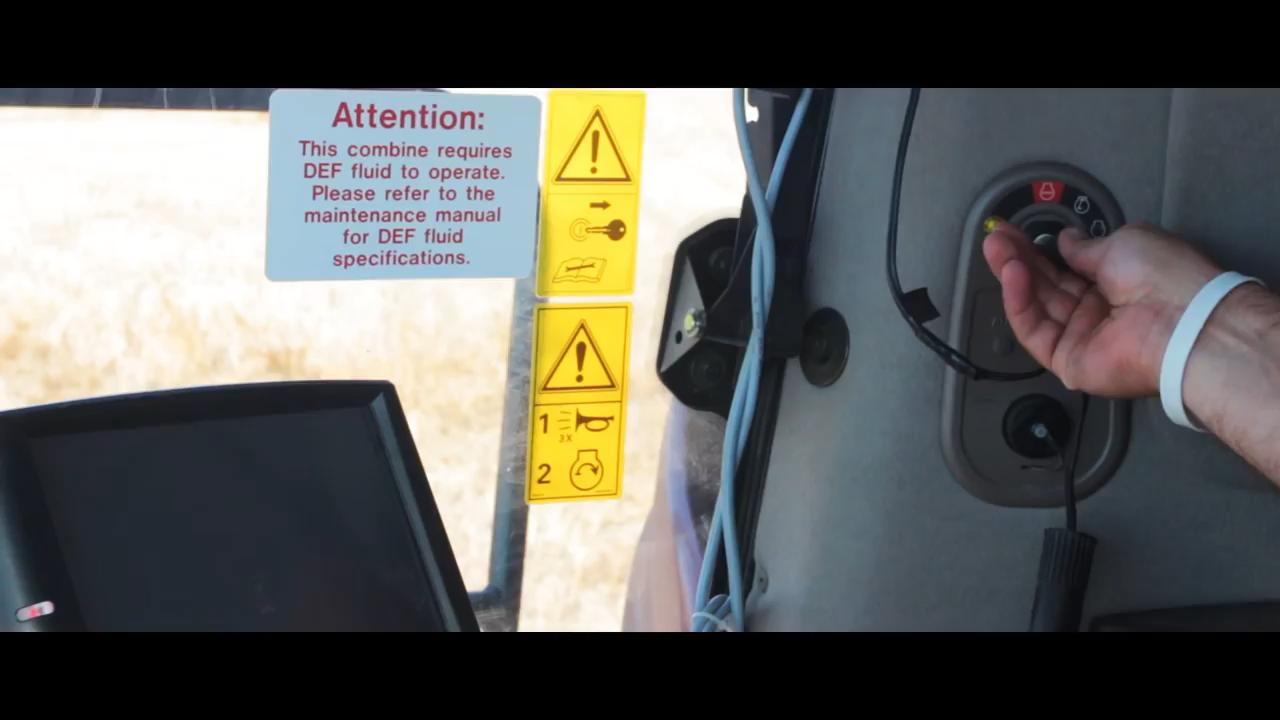 Attention:
This combine requires
DEF fluid to operate.
Please refer to the
maintenance manual
for DEF fluid
specifications.
1
3X
2